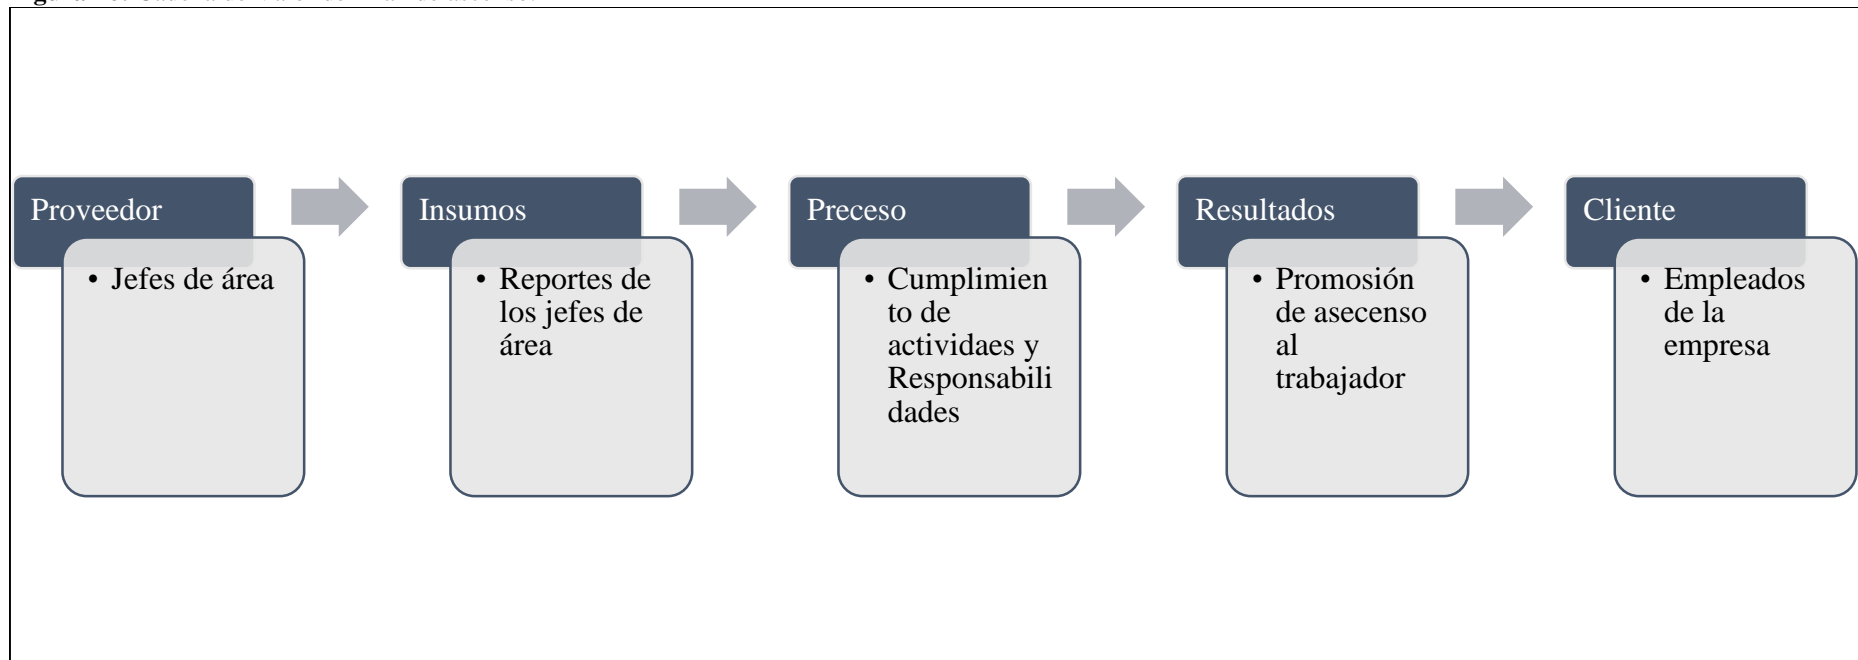 Proveedor
• Jefes de área
Insumos
• Reportes de
los jefes de
área
Preceso
• Cumplimien
to de
actividaes y
Responsabili
dades
Resultados
• Promosión
de asecenso
al
trabajador
Cliente
• Empleados
de la
empresa